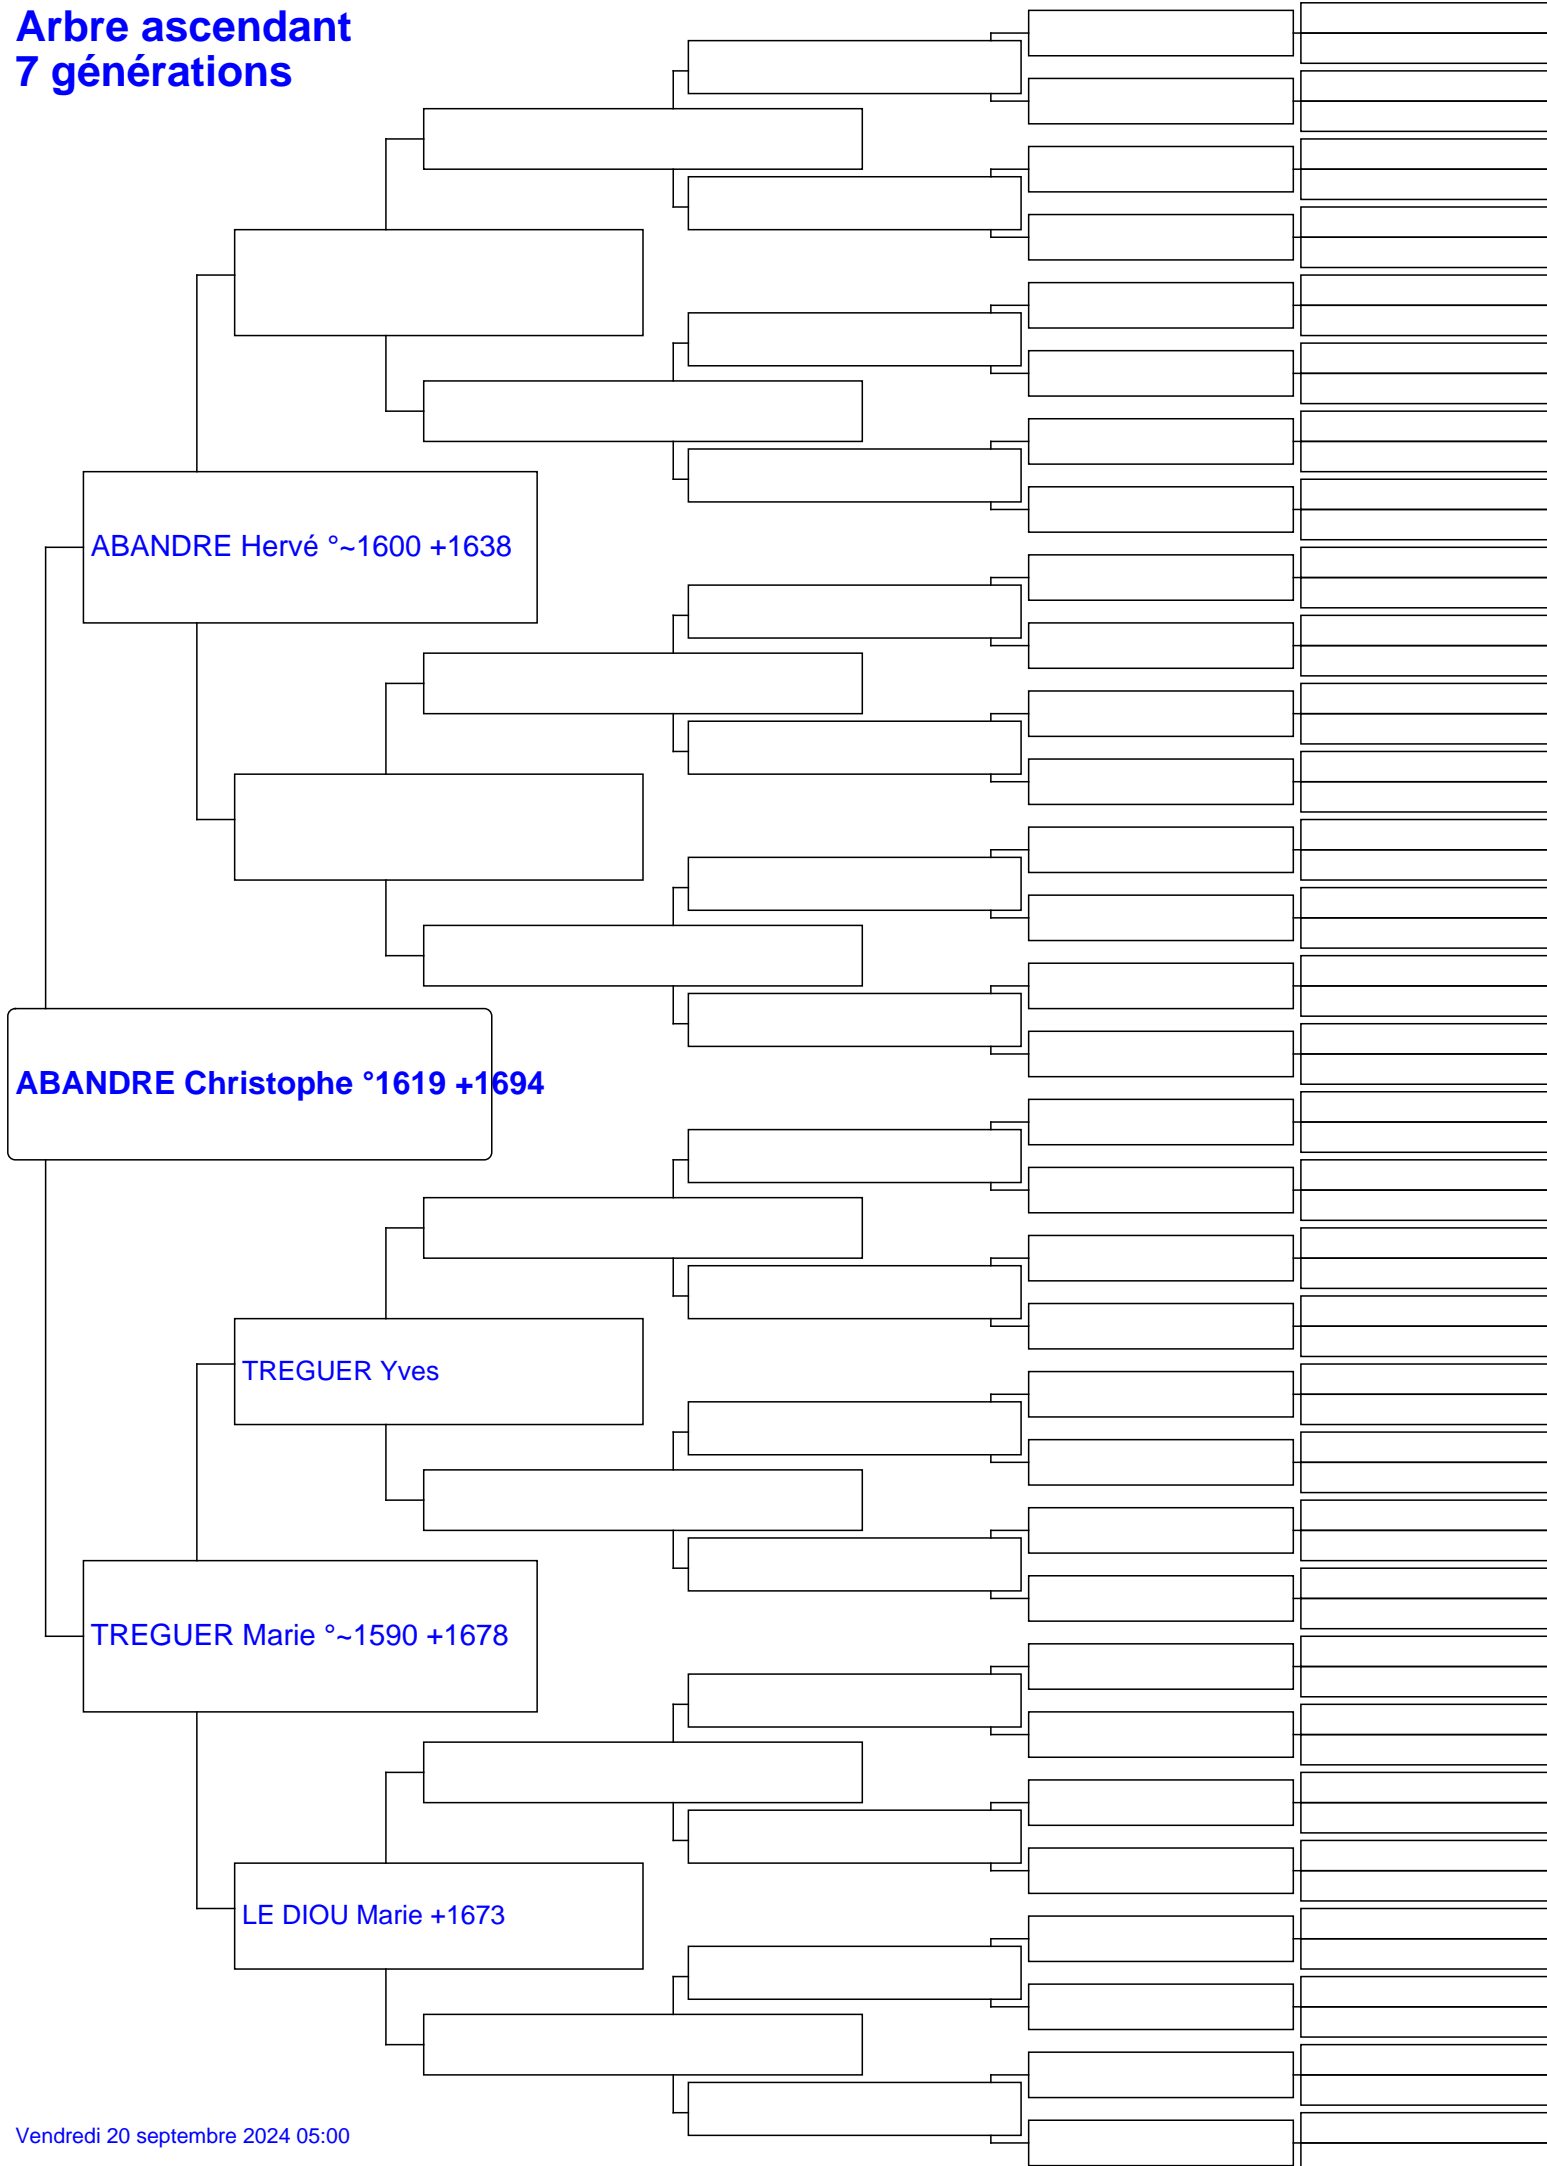 Arbre ascendant
7 générations
ABANDRE Hervé °~1600 +1638
ABANDRE Christophe °1619 +1694
TREGUER Yves
TREGUER Marie °~1590 +1678
LE DIOU Marie +1673
Vendredi 20 septembre 2024 05:00